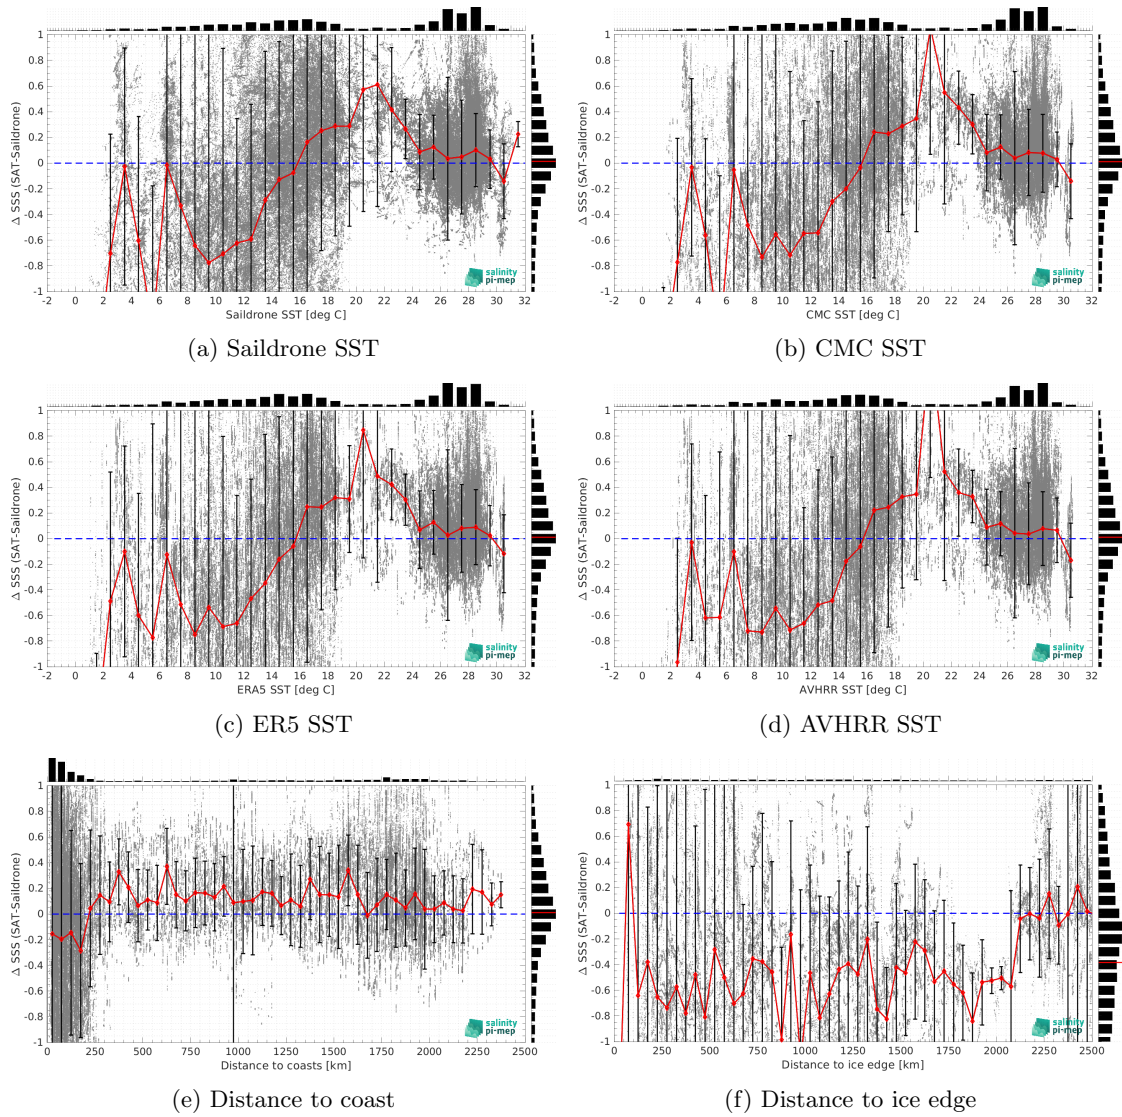 1
0.8
0.6
0.4
0.2
0
-0.2
-0.4
-0.6
-0.8
-1
Δ SSS (SAT-Saildrone)
salinity
pi-mep
-2 0 2 4 6 8 10 12 14 16 18 20 22 24 26 28 30 32
Saildrone SST [deg C]
(a) Saildrone SST
1
0.8
0.6
0.4
0.2
0
-0.2
-0.4
-0.6
-0.8
-1
Δ SSS (SAT-Saildrone)
salinity
pi-mep
-2 0 2 4 6 8 10 12 14 16 18 20 22 24 26 28 30 32
CMC SST [deg C]
(b) CMC SST
1
0.8
0.6
0.4
0.2
0
-0.2
-0.4
-0.6
-0.8
-1
Δ SSS (SAT-Saildrone)
salinity
pi-mep
-2 0 2 4 6 8 10 12 14 16 18 20 22 24 26 28 30 32
ERA5 SST [deg C]
(c) ER5 SST
1
0.8
0.6
0.4
0.2
0
-0.2
-0.4
-0.6
-0.8
-1
Δ SSS (SAT-Saildrone)
salinity
pi-mep
-2 0 2 4 6 8 10 12 14 16 18 20 22 24 26 28 30 32
AVHRR SST [deg C]
(d) AVHRR SST
1
0.8
0.6
0.4
0.2
0
-0.2
-0.4
-0.6
-0.8
-1
Δ SSS (SAT-Saildrone)
salinity
pi-mep
0 250 500 750 1000 1250 1500 1750 2000 2250 2500
Distance to coasts [km]
(e) Distance to coast
1
0.8
0.6
0.4
0.2
0
-0.2
-0.4
-0.6
-0.8
-1
Δ SSS (SAT-Saildrone)
salinity
pi-mep
0 250 500 750 1000 1250 1500 1750 2000 2250 2500
Distance to ice edge [km]
(f) Distance to ice edge